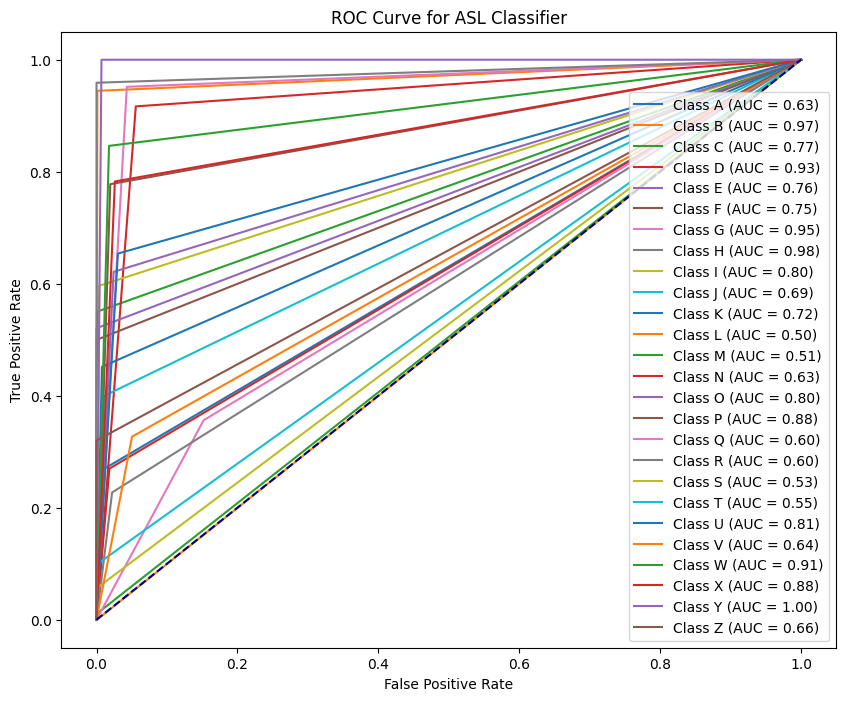 ROC Curve for ASL Classifier
True Positive Rate
1.0
0.8
0.6
0.4
0.2
0.0
Class A (AUC = 0.63)
Class B (AUC = 0.97)
Class C (AUC = 0.77)
Class D (AUC = 0.93)
Class E (AUC = 0.76)
Class F (AUC = 0.75)
Class G (AUC = 0.95)
Class H (AUC = 0.98)
Class I (AUC = 0.80)
Class J (AUC = 0.69)
Class K (AUC = 0.72)
Class L (AUC = 0.50)
Class M (AUC = 0.51)
Class N (AUC = 0.63)
Class O (AUC = 0.80)
Class P (AUC = 0.88)
Class Q (AUC = 0.60)
Class R (AUC = 0.60)
Class S (AUC = 0.53)
Class T (AUC = 0.55)
Class U (AUC = 0.81)
Class V (AUC = 0.64)
Class W (AUC = 0.91)
Class X (AUC = 0.88)
Class Y (AUC = 1.00)
Class Z (AUC = 0.66)
0.0 0.2 0.4 0.6 0.8 1.0
False Positive Rate